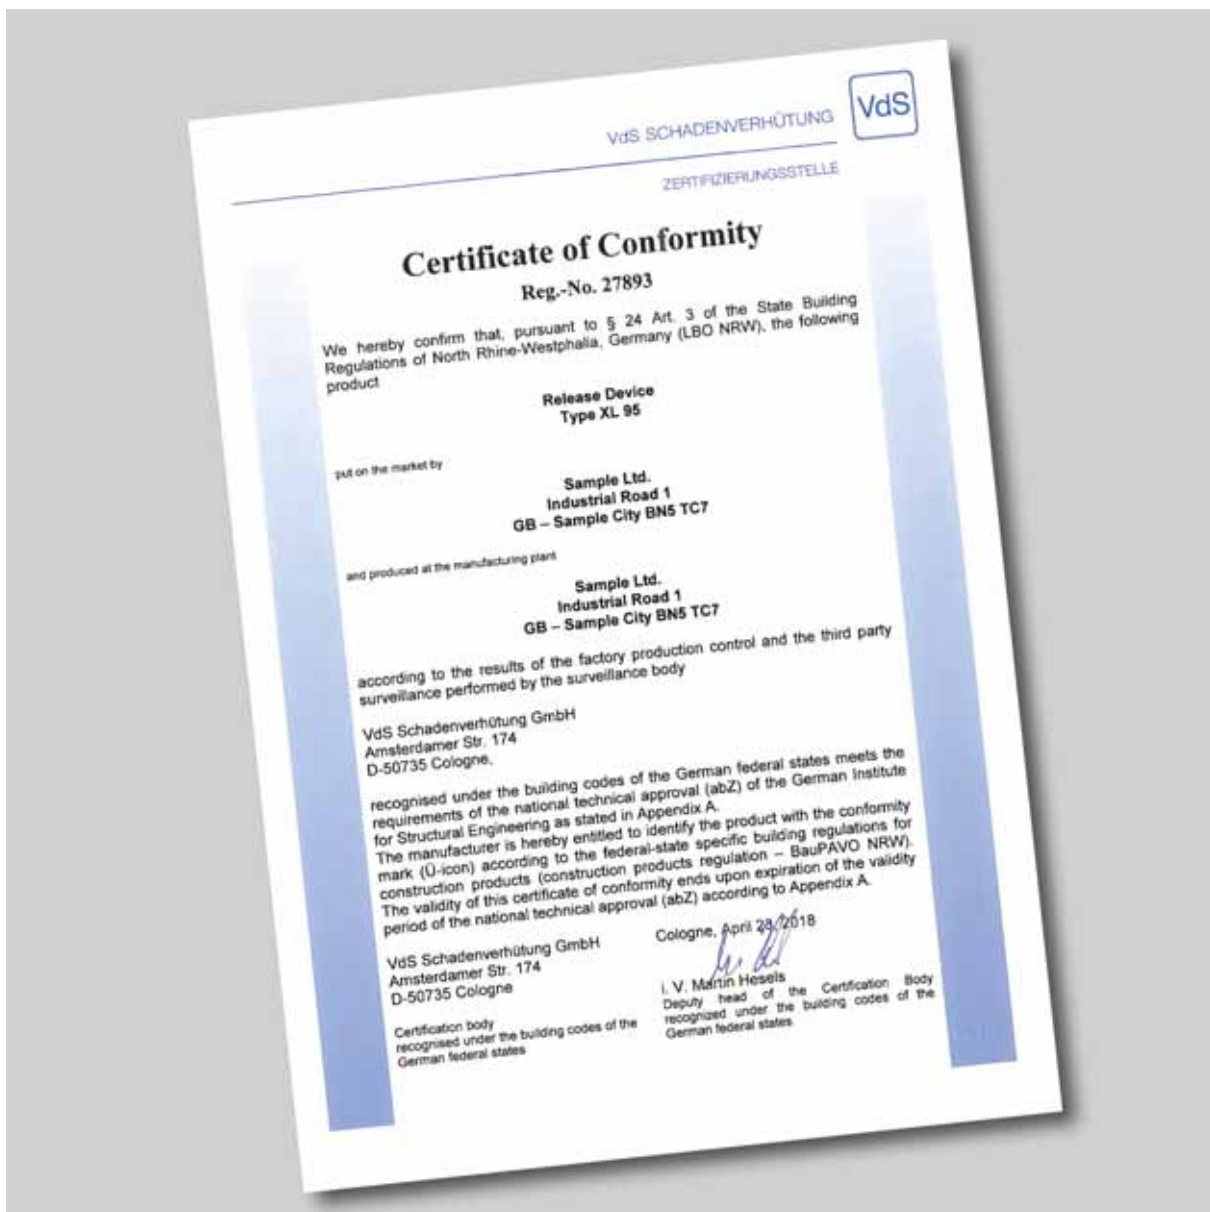 VdS SCHADENVERHÜTUNG
VdS
ZERTIFIZIERUNGSSTELLE
Certificate of Conformity
Reg.-No. 27893
We hereby confirm that, pursuant to § 24 Art. 3 of the State Building
Regulations of North Rhine-Westphalia, Germany (LBO NRW), the following
product
Release Device
Type XL 95
put on the market by
Sample Ltd.
Industrial Road 1
GB – Sample City BN5 TC7
and produced at the manufacturing plant
Sample Ltd.
Industrial Road 1
GB – Sample City BN5 TC7
according to the results of the factory production control and the third party
surveillance performed by the surveillance body
VdS Schadenverhütung GmbH
Amsterdamer Str. 174
D-50735 Cologne,
recognised under the building codes of the German federal states meets the
requirements of the national technical approval (abZ) of the German Institute
for Structural Engineering as stated in Appendix A.
The manufacturer is hereby entitled to identify the product with the conformity
mark (Ü-icon) according to the federal-state specific building regulations for
construction products (construction products regulation – BauPAVO NRW).
The validity of this certificate of conformity ends upon expiration of the validity
period of the national technical approval (abZ) according to Appendix A.
VdS Schadenverhütung GmbH
Amsterdamer Str. 174
D-50735 Cologne
Certification body
recognised under the building codes of the
German federal states
Cologne, April 2018
i. V. Martin Hesels
Deputy head of the Certification Body
recognized under the building codes of the
German federal states